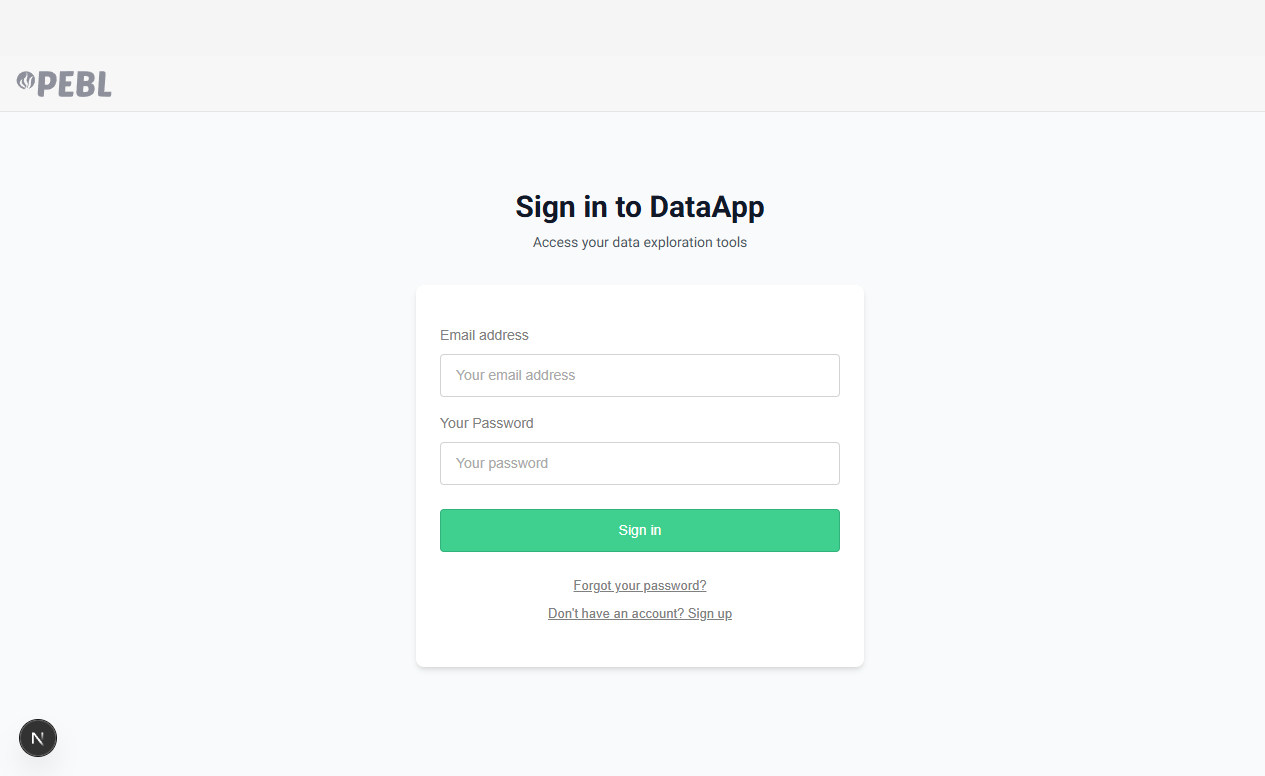 PEBL
Sign in to DataApp
Access your data exploration tools
Email address
Your email address
Your Password
Your password
Sign in
Forgot your password?
Don't have an account? Sign up
N